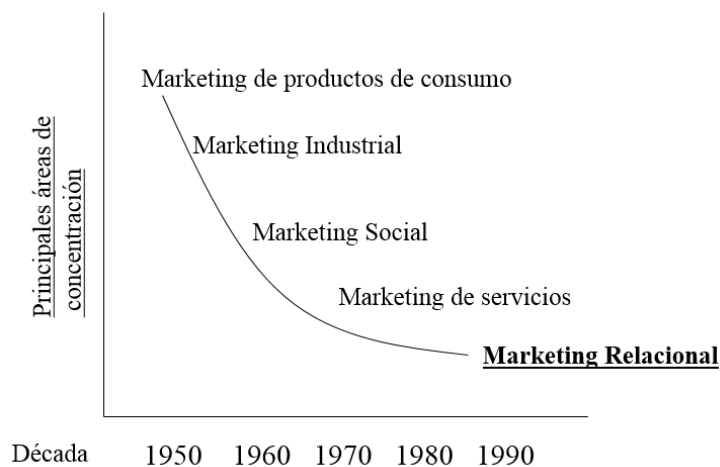 Marketing de productos de consumo
Marketing Industrial
Marketing Social
Marketing de servicios
Marketing Relacional
Principales áreas de
concentración
Década 1950 1960 1970 1980 1990